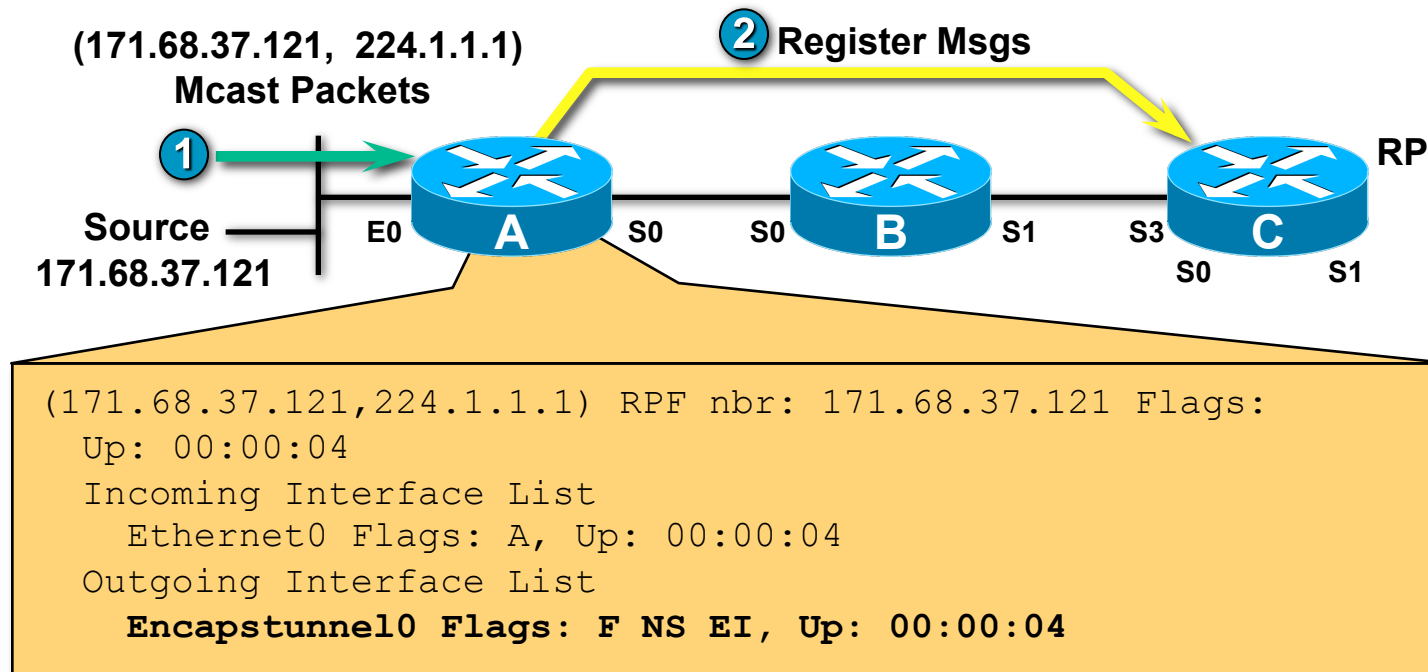 (171.68.37.121, 224.1.1.1)
Mcast Packets
2 Register Msgs
1
RP
Source
171.68.37.121
E0 A S0 S0 B S1 S3 C
S0 S1
(171.68.37.121,224.1.1.1) RPF nbr: 171.68.37.121 Flags:
Up: 00:00:04
Incoming Interface List
Ethernet0 Flags: A, Up: 00:00:04
Outgoing Interface List
Encapstunnel0 Flags: F NS EI, Up: 00:00:04